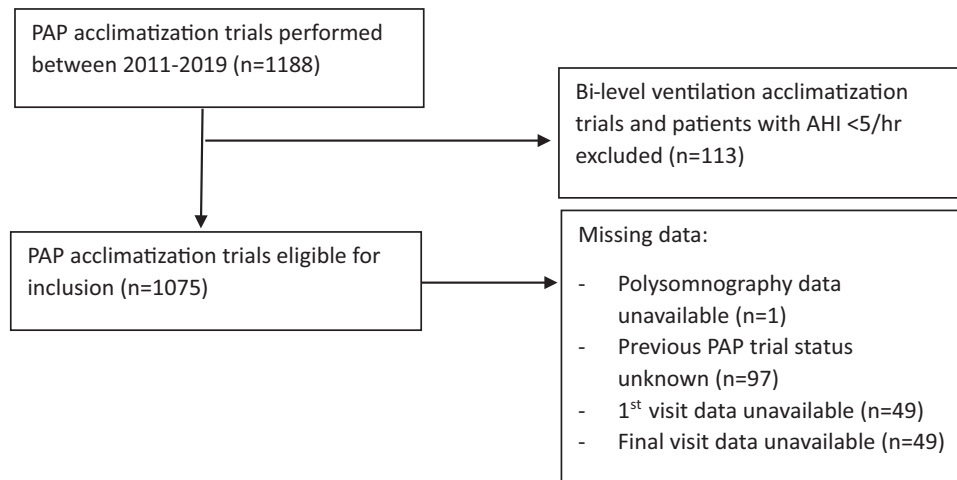 PAP acclimatization trials performed
between 2011-2019 (n=1188)
Bi-level ventilation acclimatization
trials and patients with AHI <5/hr
excluded (n=113)
PAP acclimatization trials eligible for
inclusion (n=1075)
Missing data:
- Polysomnography data
unavailable (n=1)
- Previous PAP trial status
unknown (n=97)
- 1st visit data unavailable (n=49)
- Final visit data unavailable (n=49)